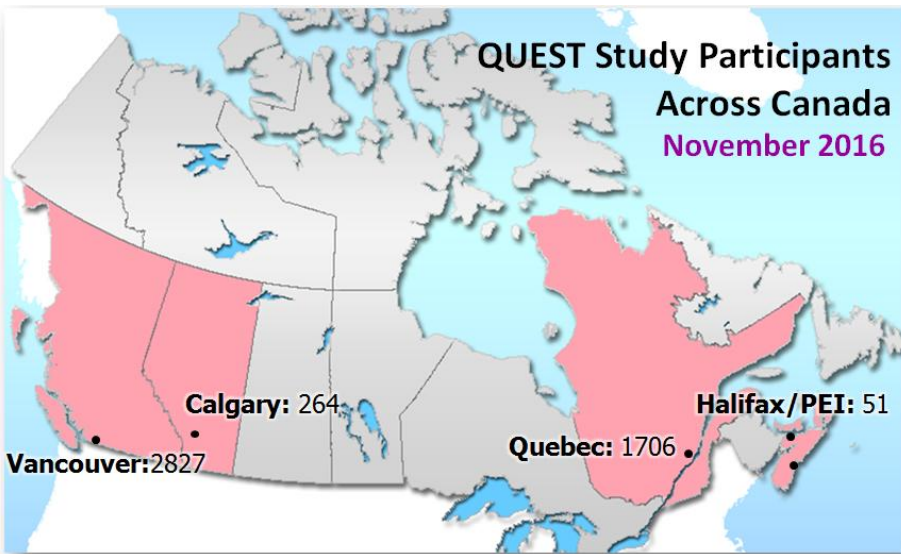 QUEST Study Participants
Across Canada
November 2016
Calgary: 264
Halifax/PEI: 51
Quebec: 1706
Vancouver:2827